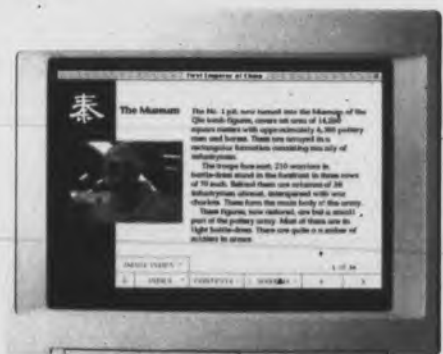 First Emperor of China
秦
The Museum
The No. 1 pit, now turned into the Museum of the
Qin tomb figures, covers an area of 14,260
square meters with approximately 6,000 pottery
men and horses. These are arrayed in a
rectangular formation consisting mainly of
infantrymen.
The troops face east. 210 warriors in
battle-dress stand in the forefront in three rows
of 70 each. Behind them are columns of 38
infantrymen abreast, interspersed with war
chariots. These form the main body of the army.
These figures, now restored, are but a small
part of the pottery army. Most of them are in
light battle-dress. There are quite a number of
soldiers in armor
IMAGE INDEX
INDEX
CONTENTS